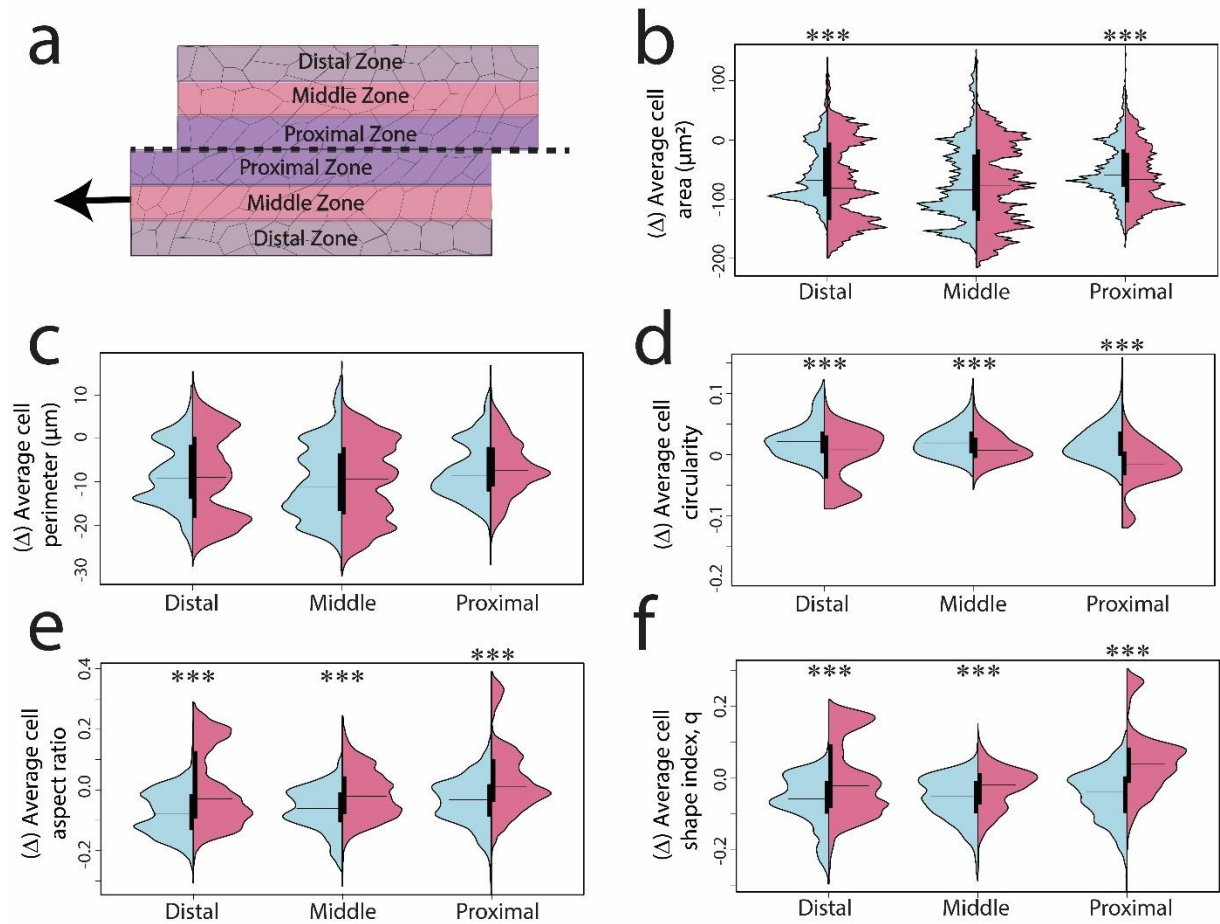 a
Distal Zone
Middle Zone
Proximal Zone
Proximal Zone
Middle Zone
Distal Zone
b
*** ***
(Δ) Average cell
area (µm²)
100
0
-100
-200
Distal Middle Proximal
c
(Δ) Average cell
perimeter (µm)
10
0
-10
-20
-30
Distal Middle Proximal
d
*** *** ***
(Δ) Average cell
circularity
0.1
0
-0.1
-0.2
Distal Middle Proximal
e
*** *** ***
(Δ) Average cell
aspect ratio
0.4
0.2
0.0
-0.2
Distal Middle Proximal
f
*** *** ***
(Δ) Average cell
shape index, q
0.2
0.0
-0.2
Distal Middle Proximal